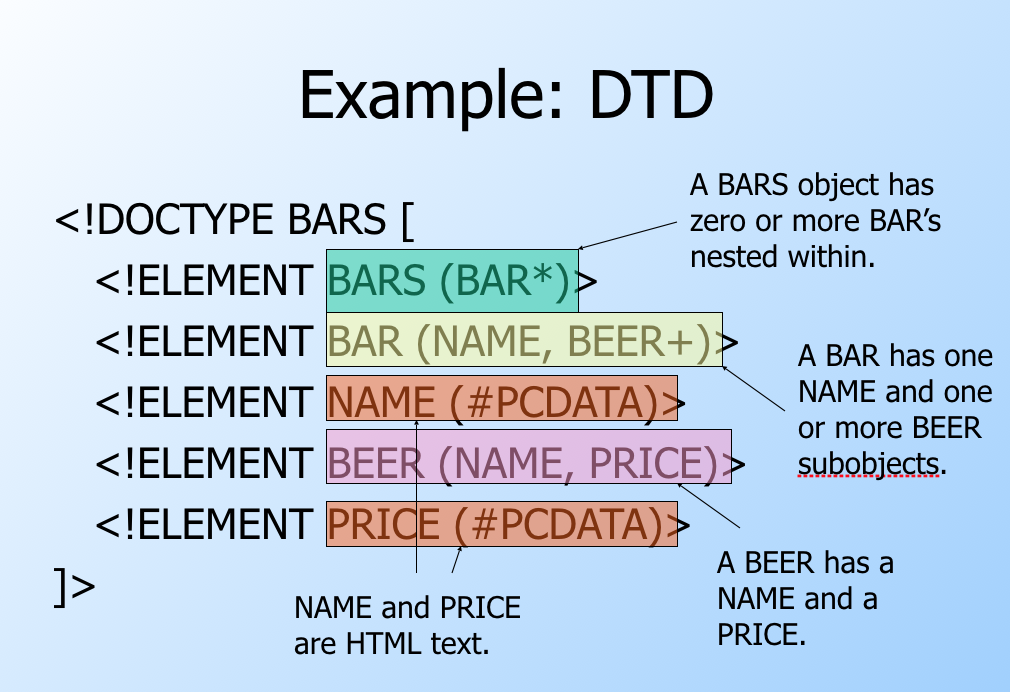 Example: DTD
<!DOCTYPE BARS [
<!ELEMENT BARS (BAR*)>
<!ELEMENT BAR (NAME, BEER+)>
<!ELEMENT NAME (#PCDATA)>
<!ELEMENT BEER (NAME, PRICE)>
<!ELEMENT PRICE (#PCDATA)>
]>
A BARS object has
zero or more BAR’s
nested within.
A BAR has one
NAME and one
or more BEER
subobjects.
A BEER has a
NAME and a
PRICE.
NAME and PRICE
are HTML text.